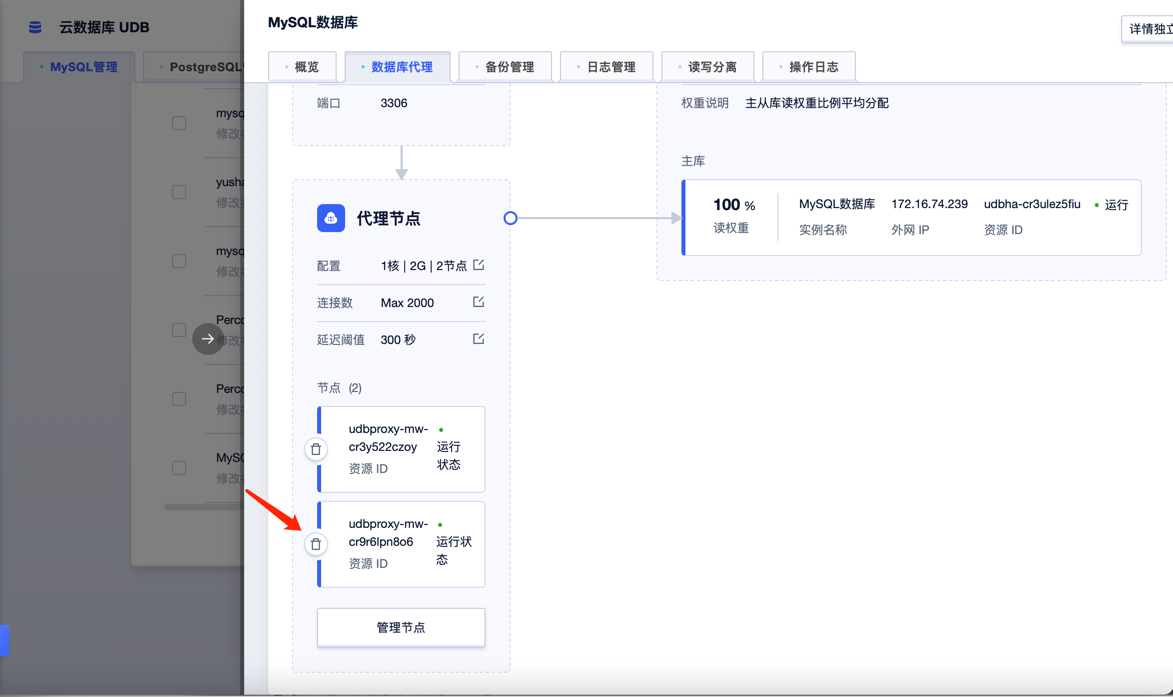 云数据库 UDB
MySQL管理
PostgreSQL
MySQL数据库
详情独立
概览
数据库代理
备份管理
日志管理
读写分离
操作日志
mysq
修改
yusha
修改
mysq
修改
Perco
修改
Perco
修改
MySQ
修改
端口 3306
代理节点
配置 1核 | 2G | 2节点
连接数 Max 2000
延迟阈值 300 秒
节点 (2)
udbproxy-mw-
cr3y522czoy
资源 ID
运行
状态
udbproxy-mw-
cr9r6lpn8o6
资源 ID
运行状
态
管理节点
权重说明 主从库读权重比例平均分配
主库
100 % MySQL数据库 172.16.74.239 udbha-cr3ulez5fiu 运行
读权重 实例名称 外网 IP 资源 ID